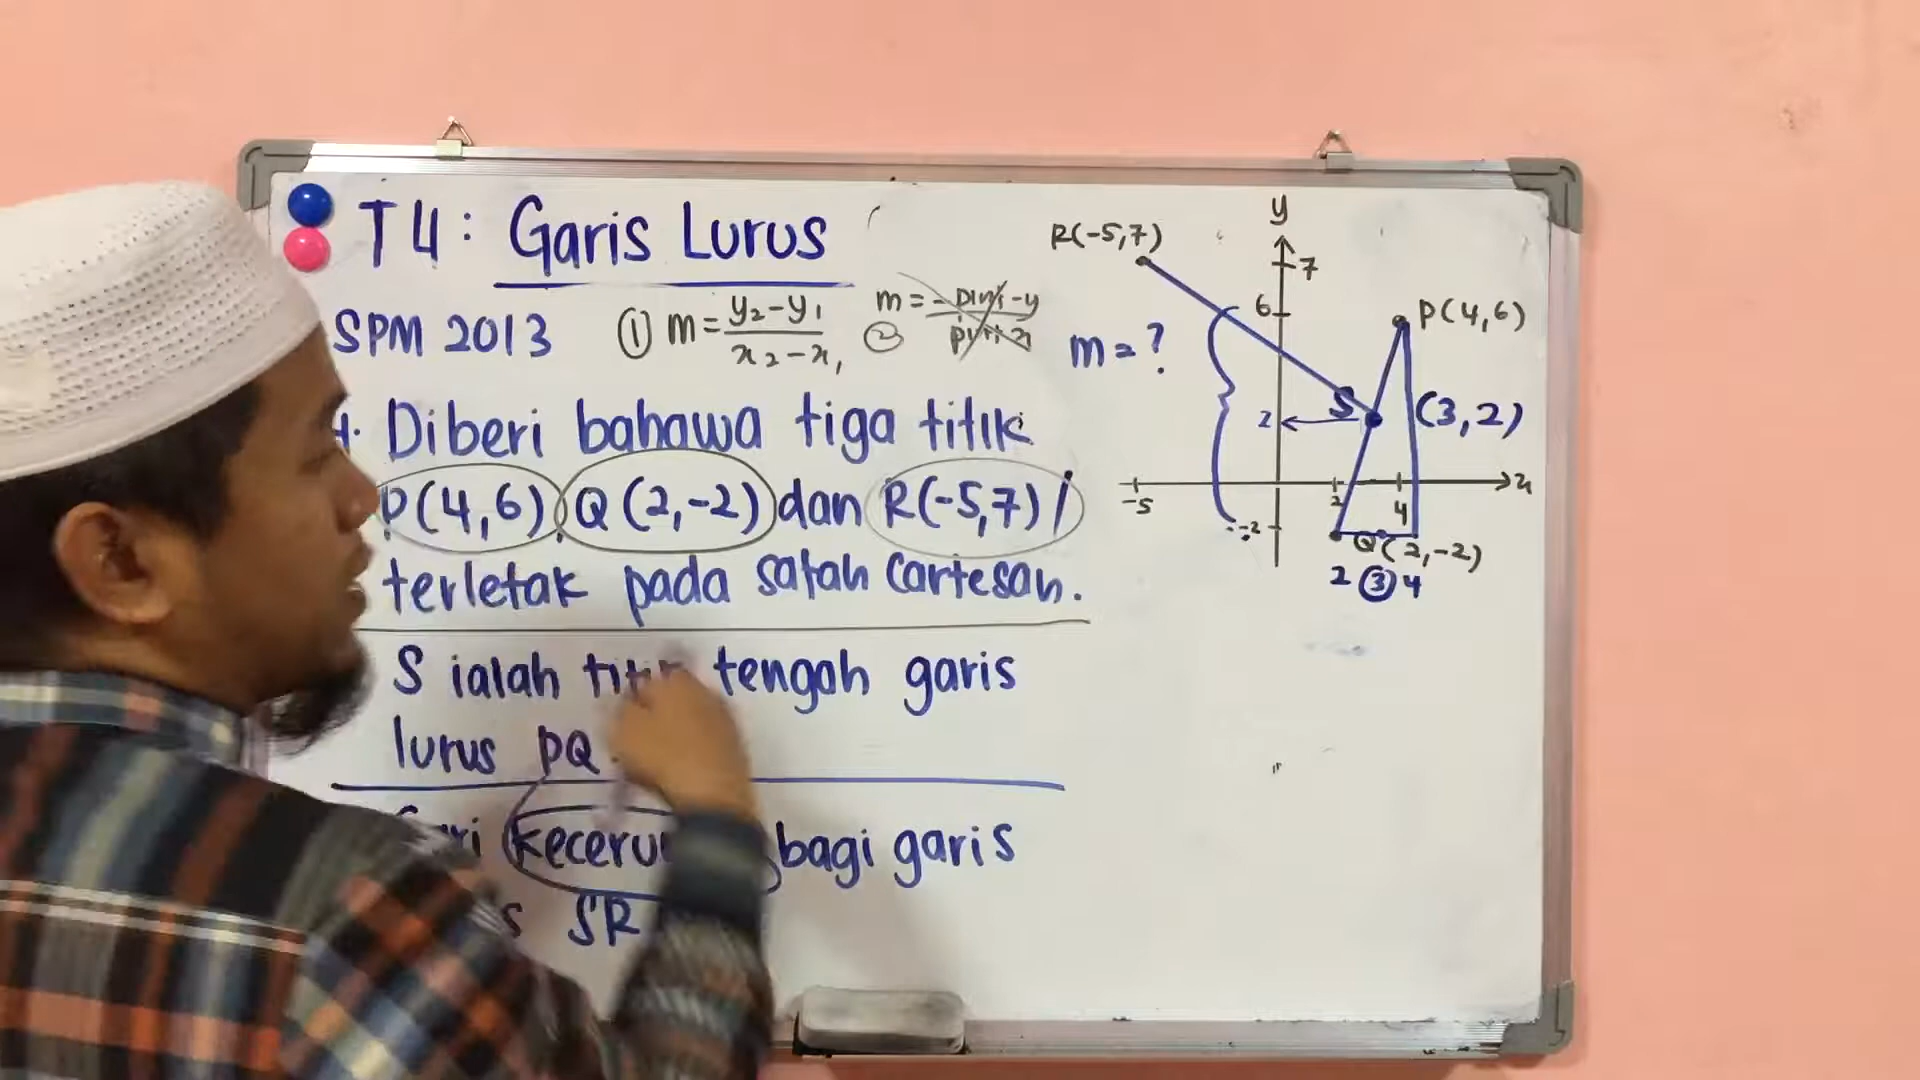 T4: Garis Lurus
SPM 2013
① m = y₂-y₁ / x₂-x₁
② m =
Diberi bahawa tiga titik
P(4,6), Q(2,-2) dan R(-5,7)
terletak pada satah Cartesan.
S ialah tengah garis
lurus PQ.
bagi garis
SR
y
R(-5,7)
7
6
P(4,6)
m = ?
S
(3,2)
2
x
-5
2
4
-2
Q(2,-2)
2 ③ 4